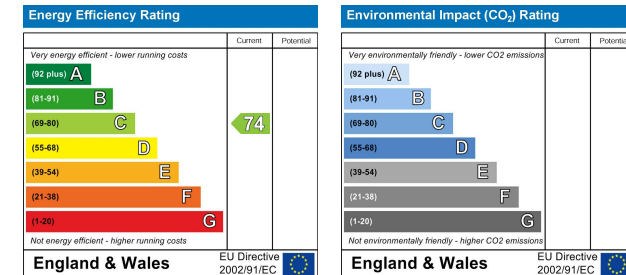 Energy Efficiency Rating
Current Potential
Very energy efficient - lower running costs
(92 plus) A
(81-91) B
(69-80) C
74
(55-68) D
(39-54) E
(21-38) F
(1-20) G
Not energy efficient - higher running costs
England & Wales
EU Directive
2002/91/EC
Environmental Impact (CO₂) Rating
Current Potential
Very environmentally friendly - lower CO2 emissions
(92 plus) A
(81-91) B
(69-80) C
(55-68) D
(39-54) E
(21-38) F
(1-20) G
Not environmentally friendly - higher CO2 emissions
England & Wales
EU Directive
2002/91/EC